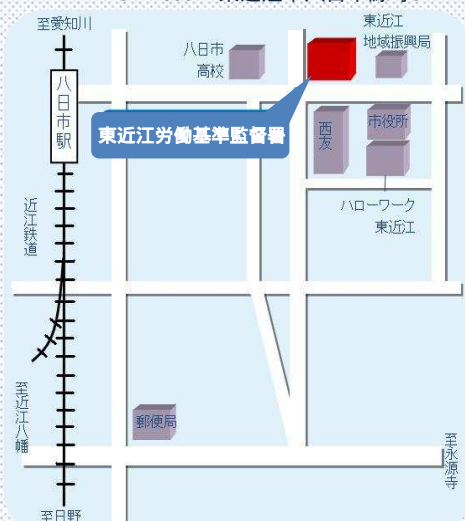 至愛知川
八日市駅
八日市
高校
東近江
地域振興局
東近江労働基準監督署
西友
市役所
ハローワーク
東近江
近江鉄道
至近江八幡
郵便局
至永源寺
至日野